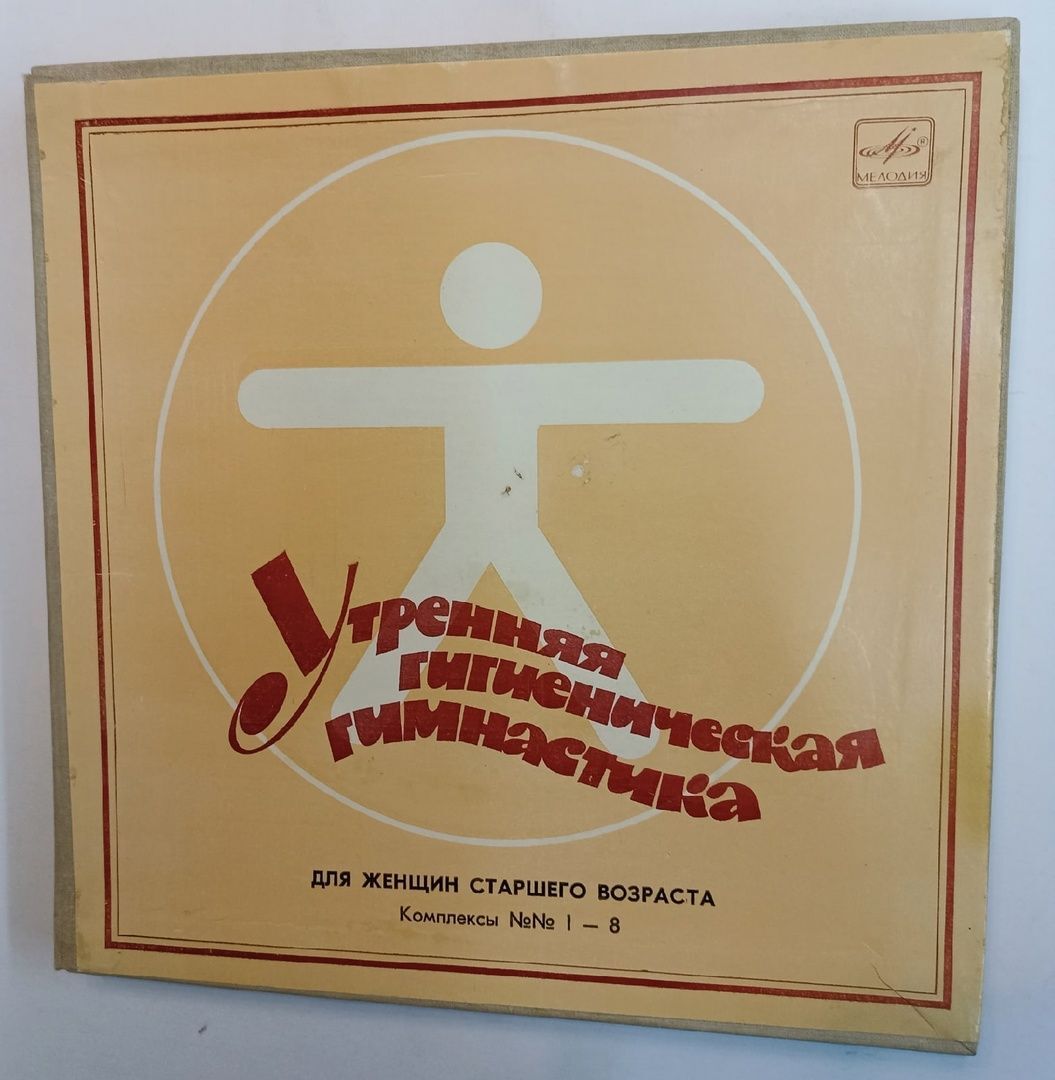 МЕЛОДИЯ
Утренняя
гигиеническая
гимнастика
ДЛЯ ЖЕНЩИН СТАРШЕГО ВОЗРАСТА
Комплексы №№ 1 — 8